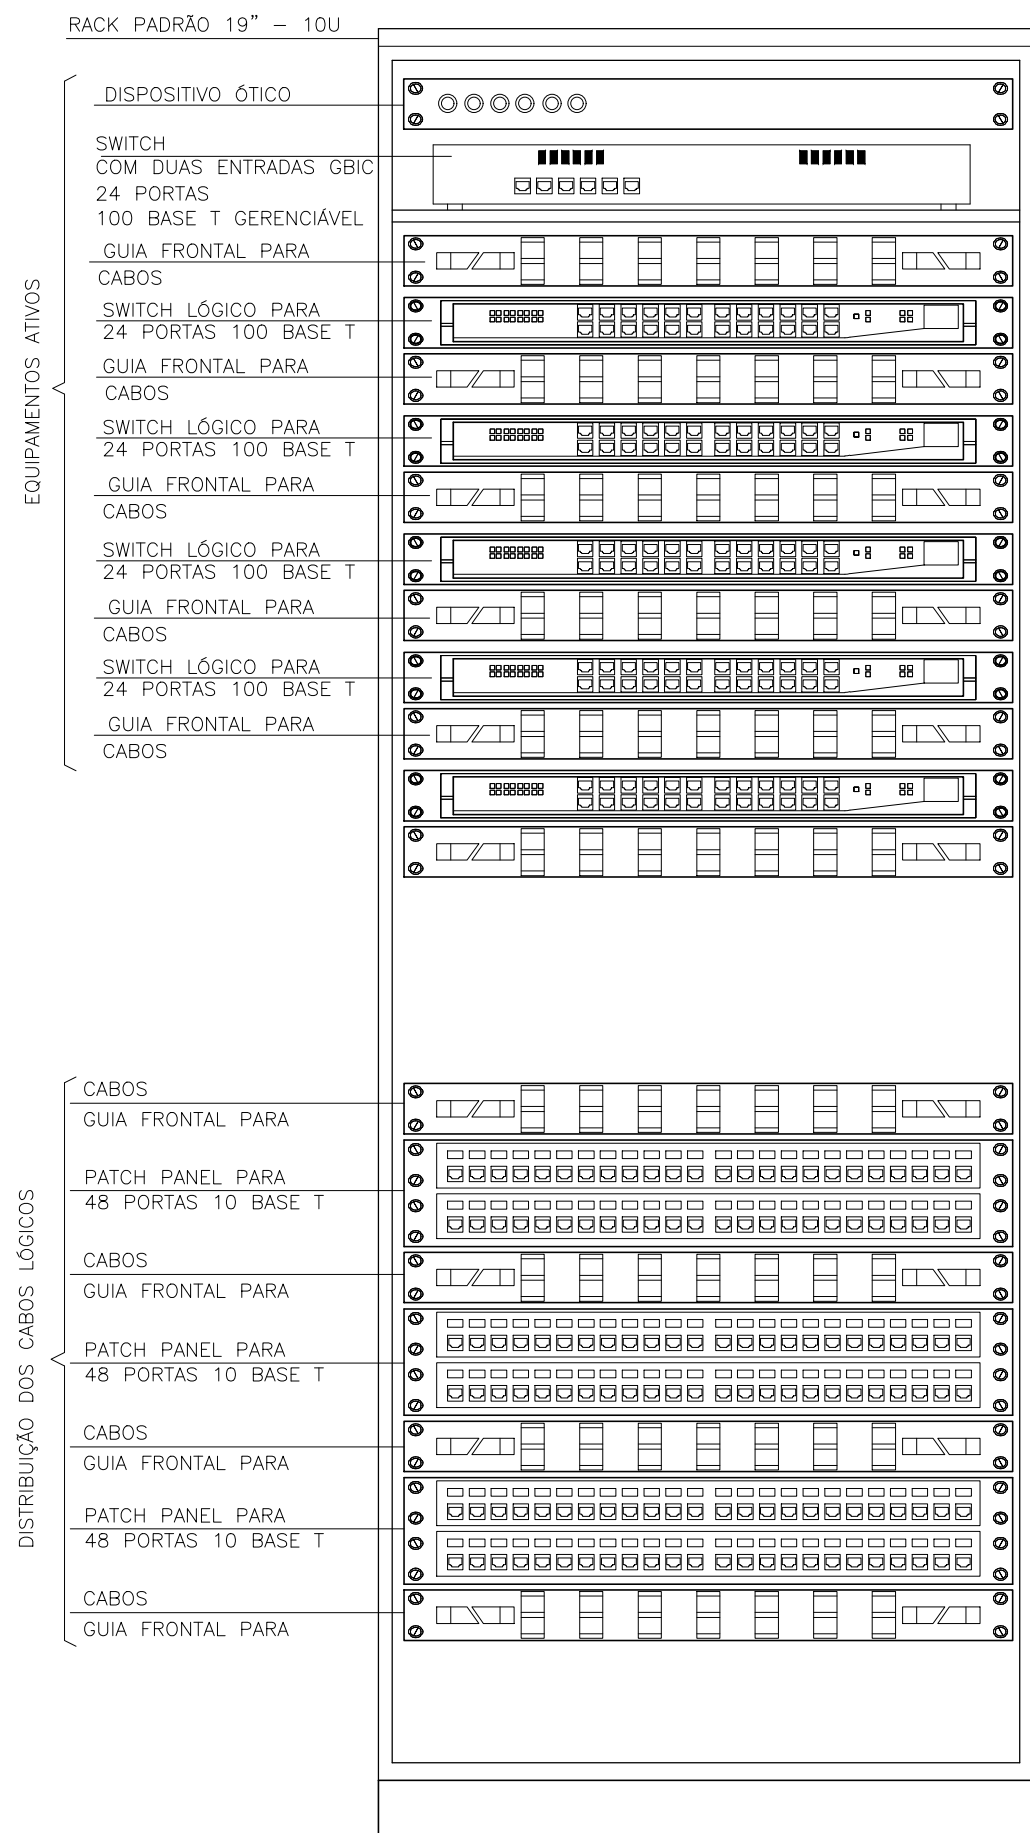 RACK PADRÃO 19” – 10U
DISPOSITIVO ÓTICO
SWITCH
COM DUAS ENTRADAS GBIC
24 PORTAS
100 BASE T GERENCIÁVEL
GUIA FRONTAL PARA
CABOS
SWITCH LÓGICO PARA
24 PORTAS 100 BASE T
GUIA FRONTAL PARA
CABOS
SWITCH LÓGICO PARA
24 PORTAS 100 BASE T
GUIA FRONTAL PARA
CABOS
SWITCH LÓGICO PARA
24 PORTAS 100 BASE T
GUIA FRONTAL PARA
CABOS
SWITCH LÓGICO PARA
24 PORTAS 100 BASE T
GUIA FRONTAL PARA
CABOS
EQUIPAMENTOS ATIVOS
CABOS
GUIA FRONTAL PARA
PATCH PANEL PARA
48 PORTAS 10 BASE T
CABOS
GUIA FRONTAL PARA
PATCH PANEL PARA
48 PORTAS 10 BASE T
CABOS
GUIA FRONTAL PARA
PATCH PANEL PARA
48 PORTAS 10 BASE T
CABOS
GUIA FRONTAL PARA
DISTRIBUIÇÃO DOS CABOS LÓGICOS